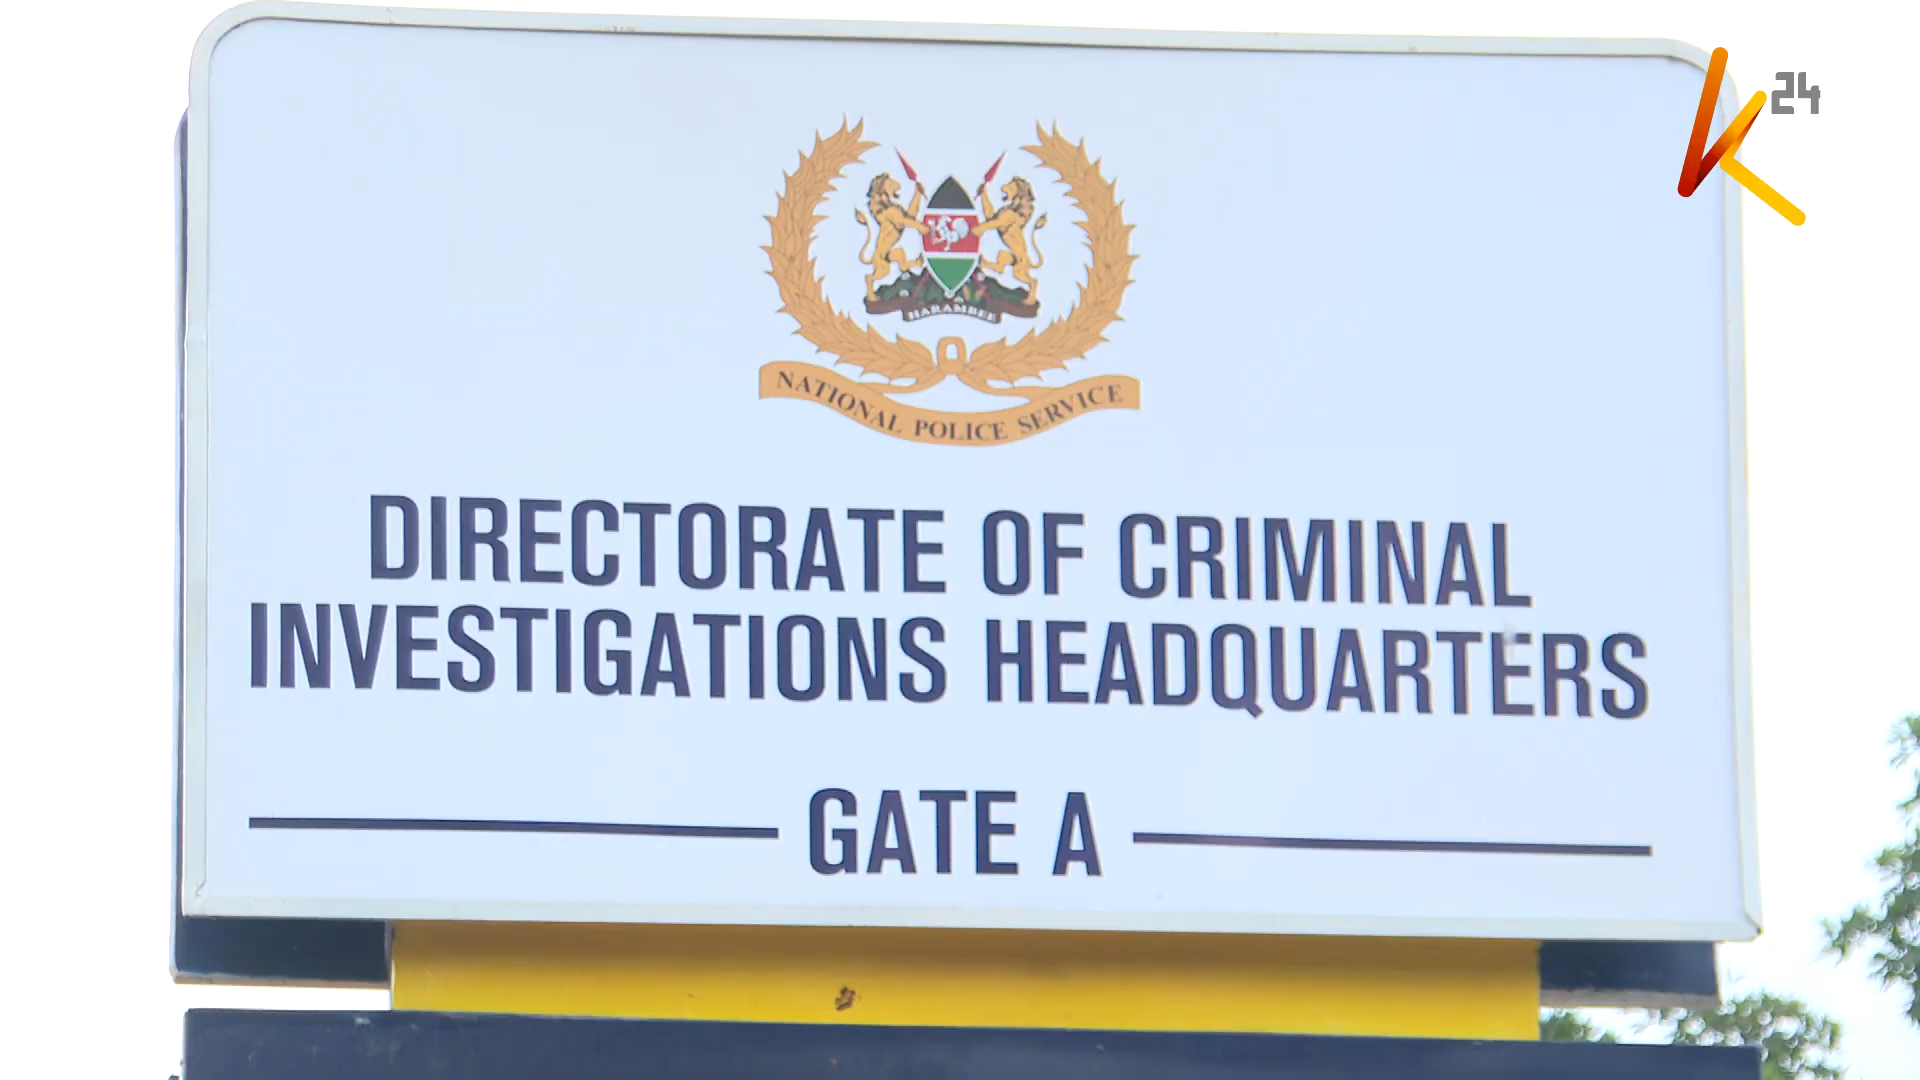 K24
HARAMBEE
NATIONAL POLICE SERVICE
DIRECTORATE OF CRIMINAL
INVESTIGATIONS HEADQUARTERS
GATE A